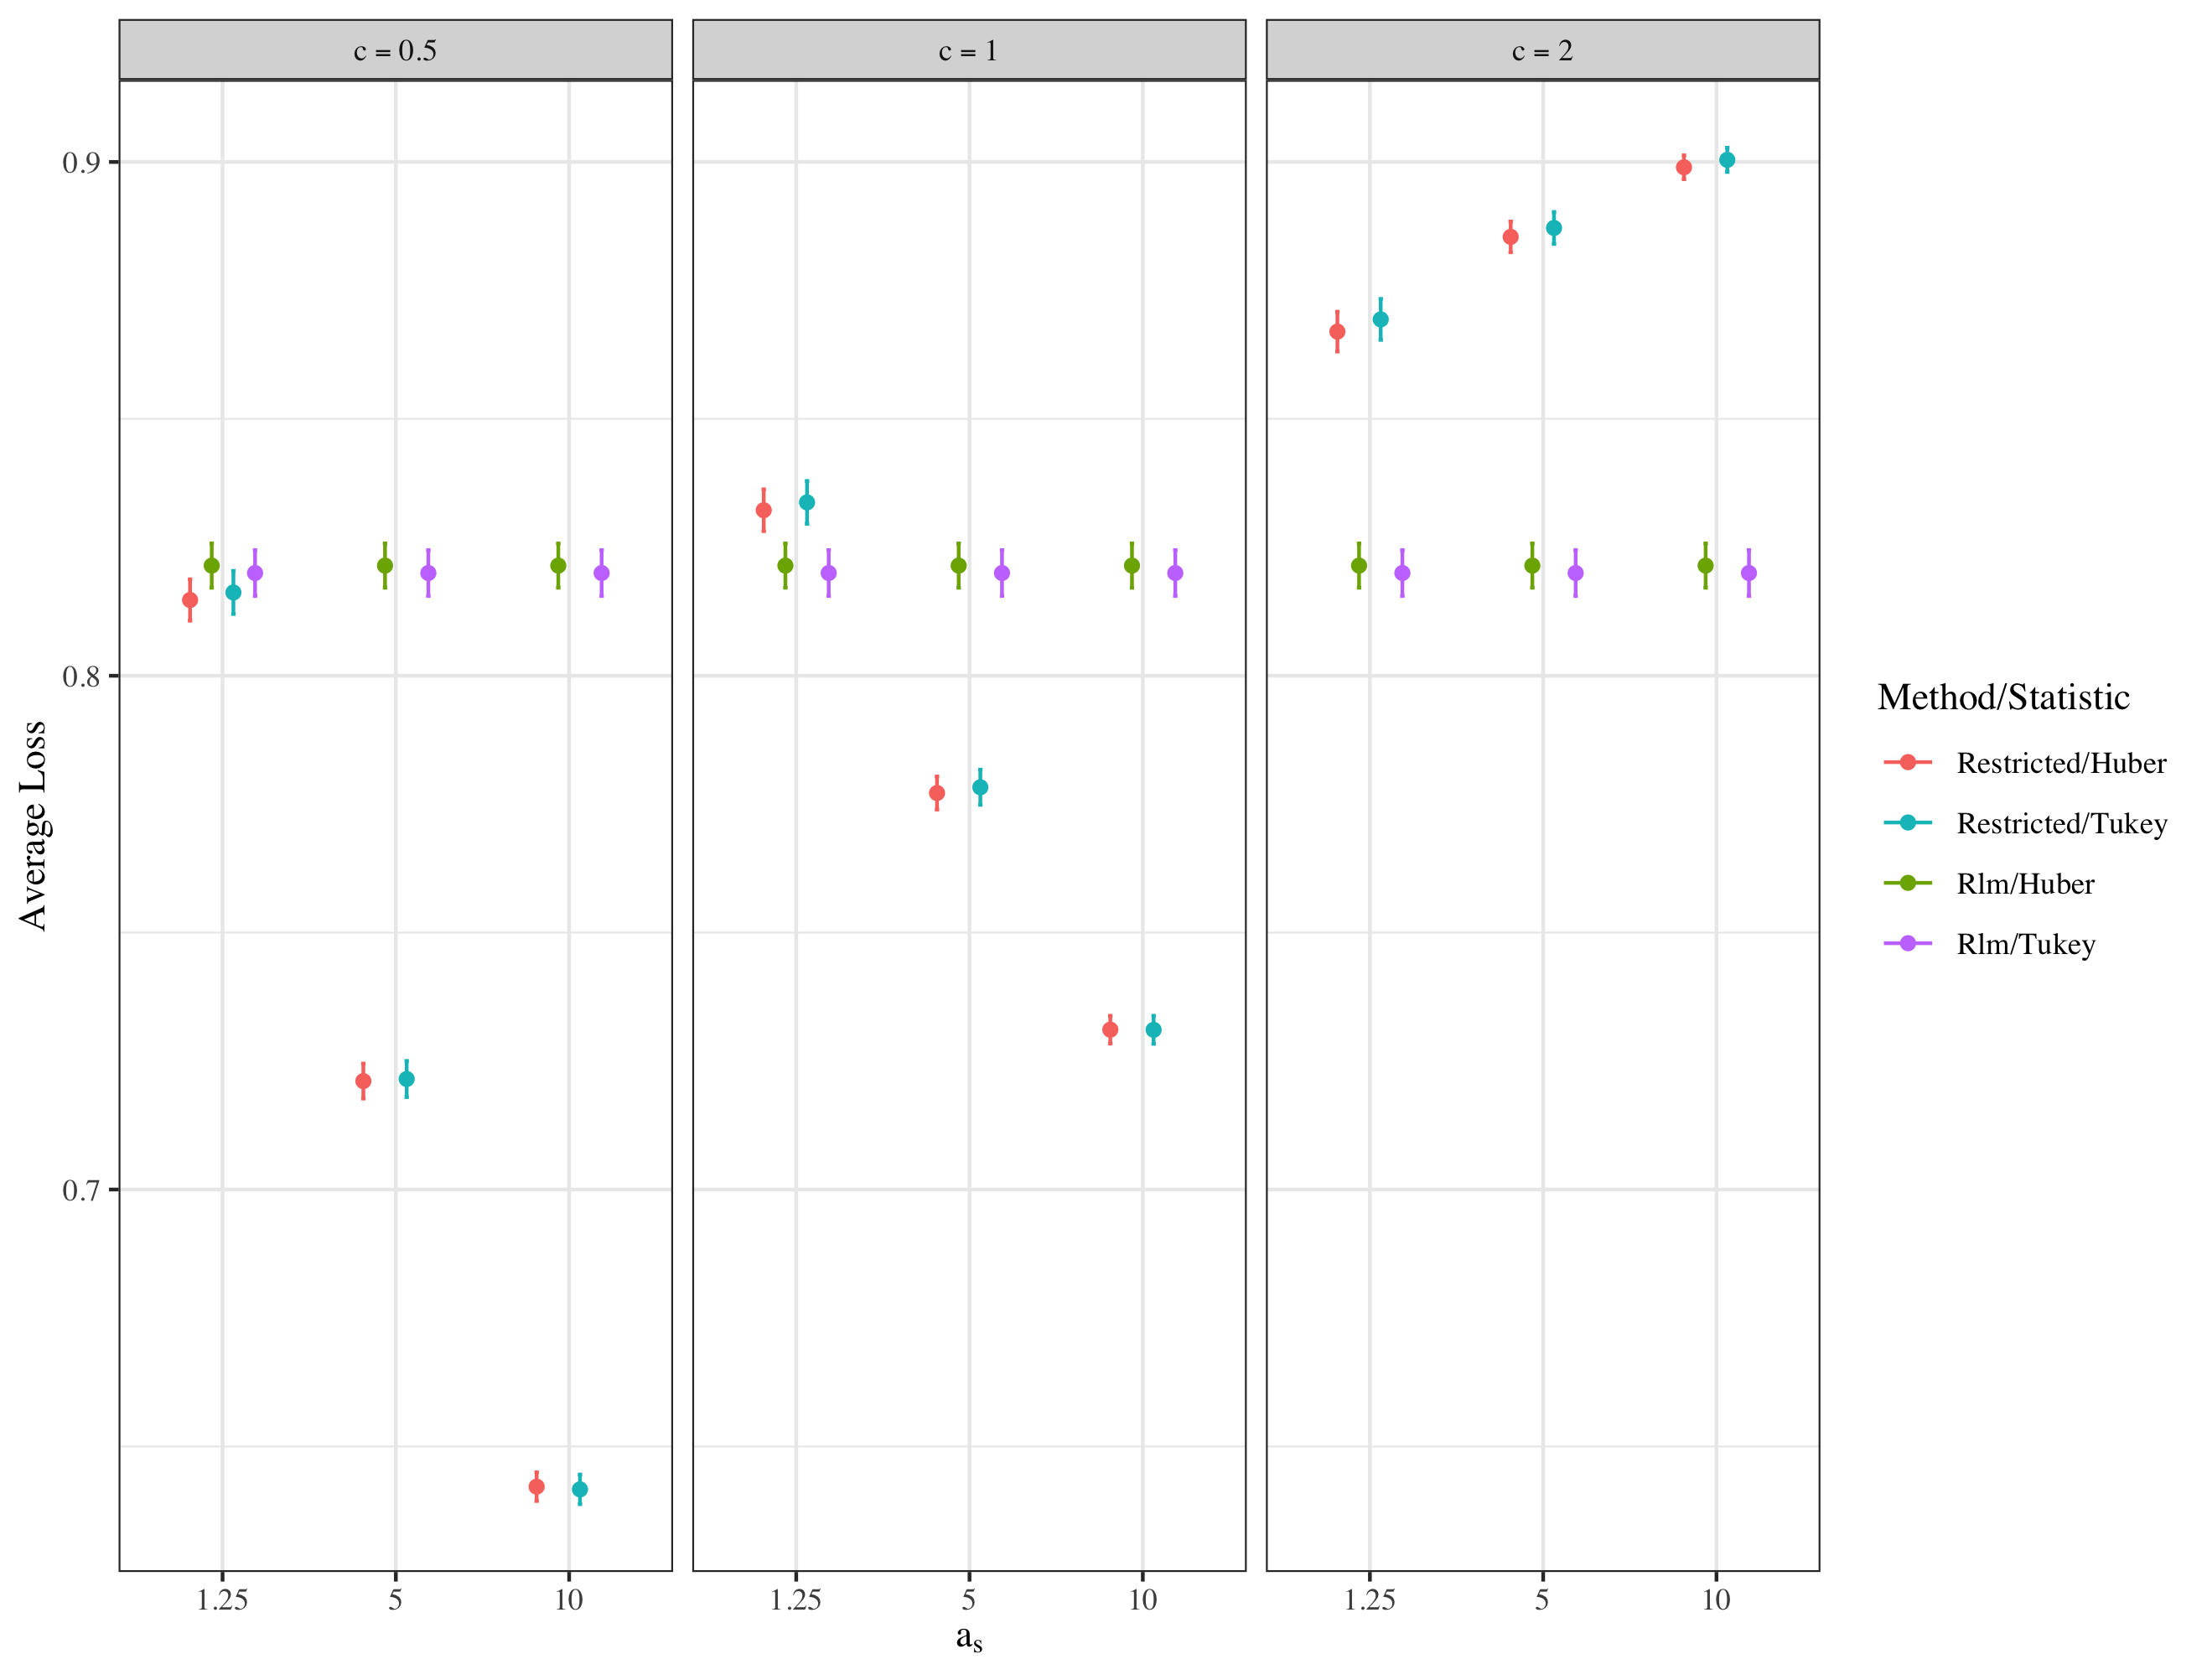 c = 0.5
c = 1
c = 2
0.9
0.8
0.7
Average Loss
1.25 5 10
1.25 5 10
1.25 5 10
as
Method/Statistic
Restricted/Huber
Restricted/Tukey
Rlm/Huber
Rlm/Tukey